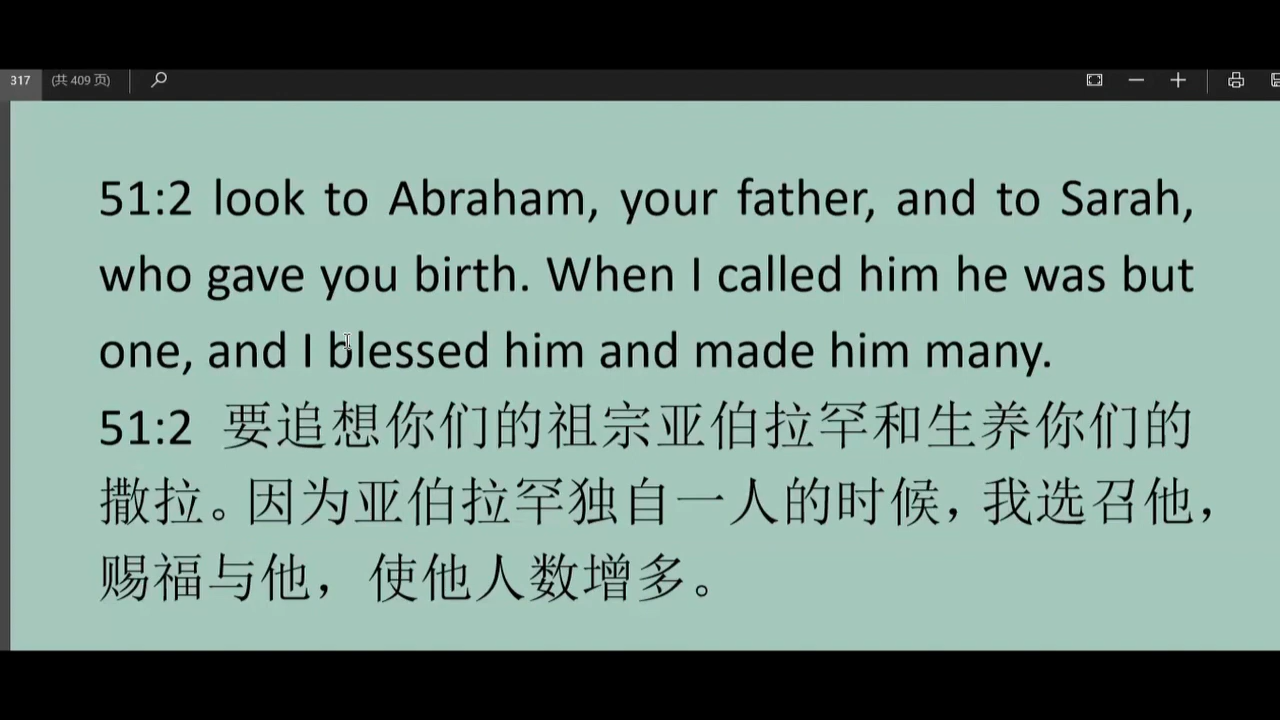 317 (共 409 页)
51:2 look to Abraham, your father, and to Sarah,
who gave you birth. When I called him he was but
one, and I blessed him and made him many.
51:2 要追想你们的祖宗亚伯拉罕和生养你们的
撒拉。因为亚伯拉罕独自一人的时候，我选召他，
赐福与他，使他人数增多。